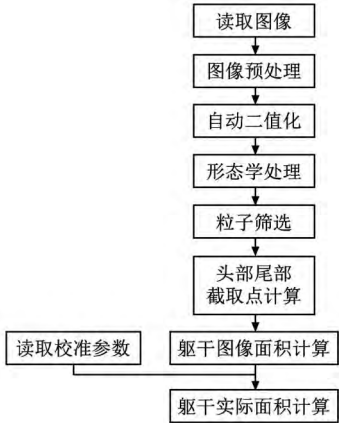 读取图像
图像预处理
自动二值化
形态学处理
粒子筛选
头部尾部
截取点计算
读取校准参数
躯干图像面积计算
躯干实际面积计算